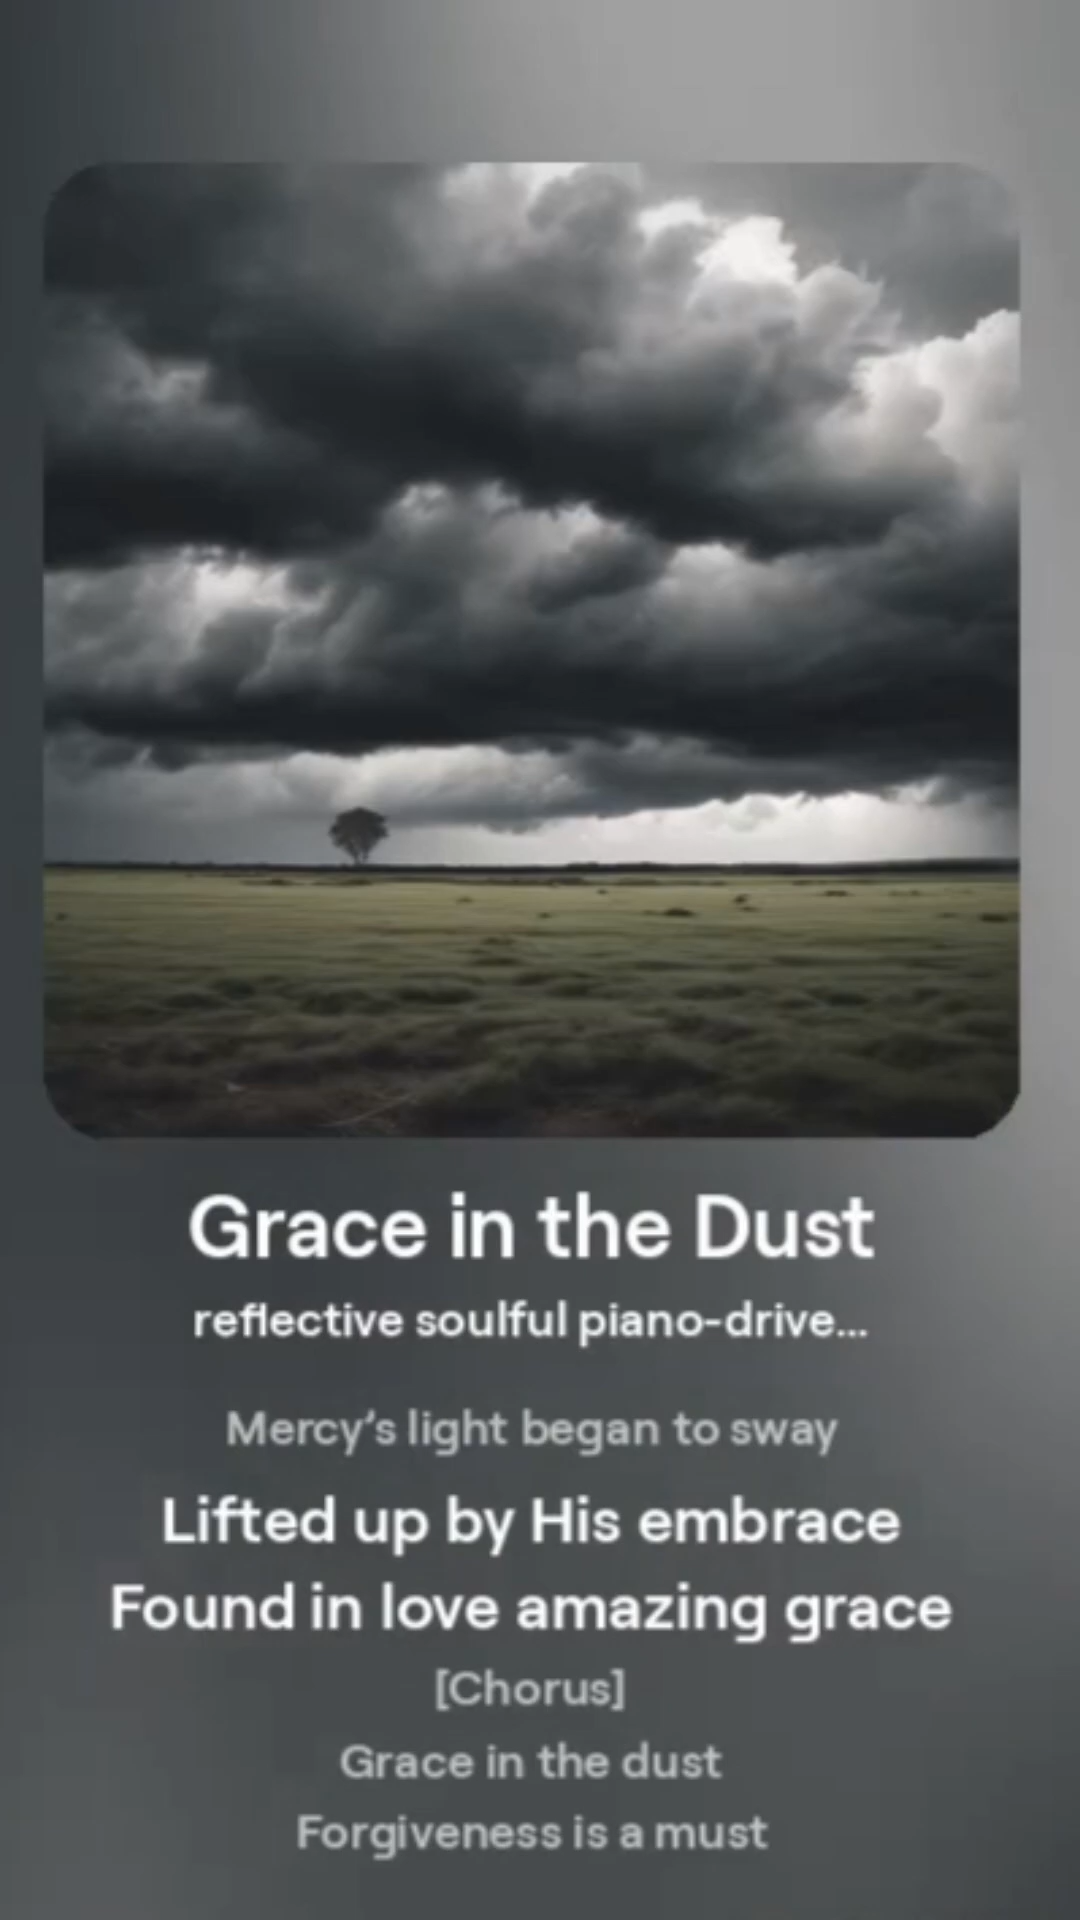 Grace in the Dust
reflective soulful piano-drive...
Mercy's light began to sway
Lifted up by His embrace
Found in love amazing grace
[Chorus]
Grace in the dust
Forgiveness is a must